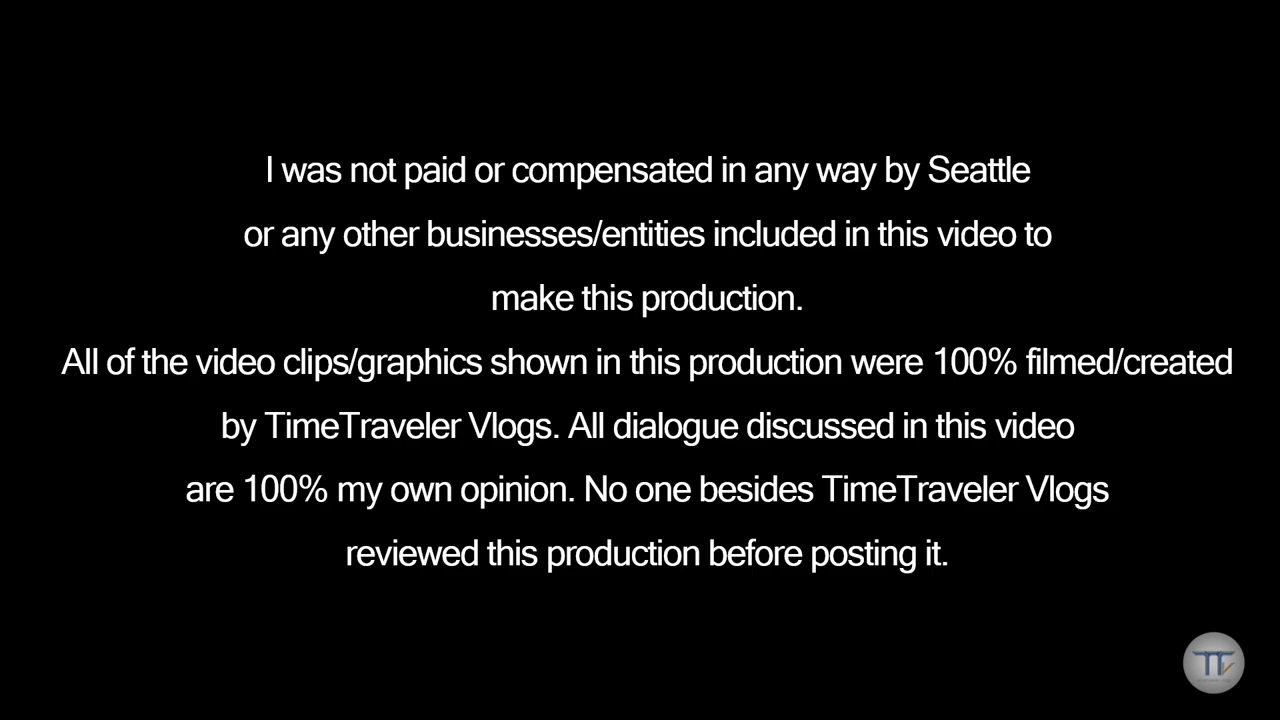 I was not paid or compensated in any way by Seattle
or any other businesses/entities included in this video to
make this production.
All of the video clips/graphics shown in this production were 100% filmed/created
by TimeTraveler Vlogs. All dialogue discussed in this video
are 100% my own opinion. No one besides TimeTraveler Vlogs
reviewed this production before posting it.
TTv